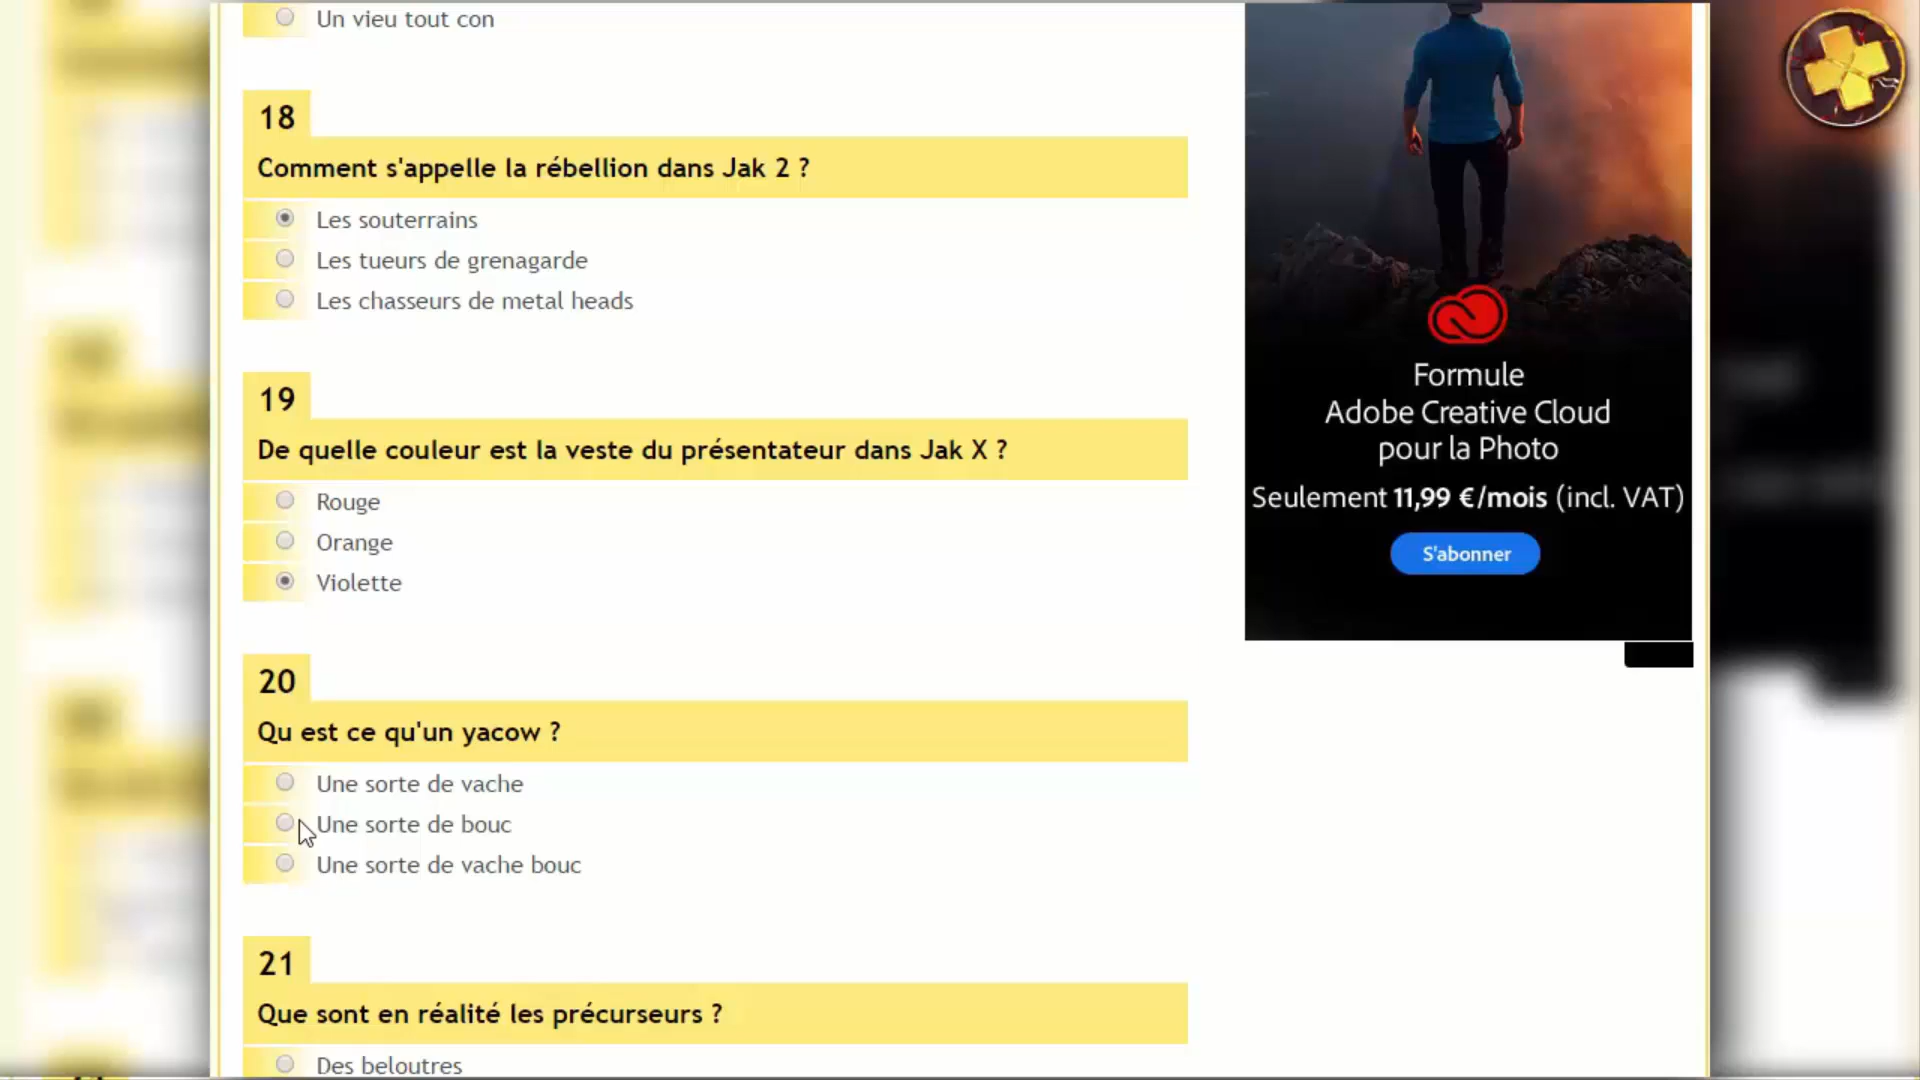 Un vieu tout con
18
Comment s'appelle la rébellion dans Jak 2 ?
Les souterrains
Les tueurs de grenagarde
Les chasseurs de metal heads
19
De quelle couleur est la veste du présentateur dans Jak X ?
Rouge
Orange
Violette
20
Qu est ce qu'un yacow ?
Une sorte de vache
Une sorte de bouc
Une sorte de vache bouc
21
Que sont en réalité les précurseurs ?
Des beloutres
Formule
Adobe Creative Cloud
pour la Photo
Seulement 11,99 €/mois (incl. VAT)
S'abonner